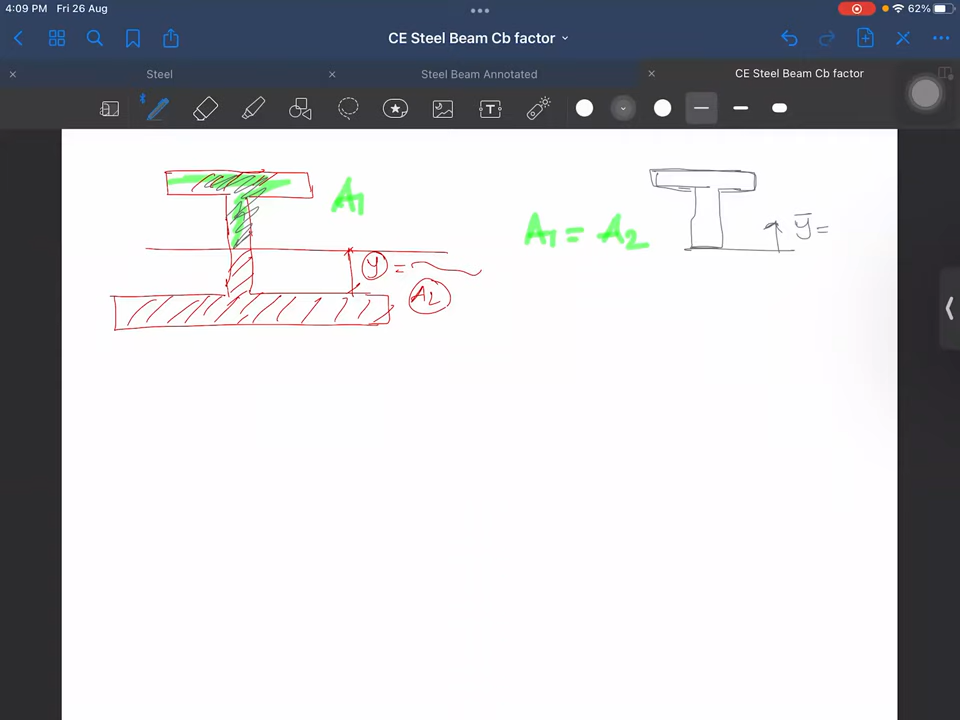 4:09 PM Fri 26 Aug
62%
CE Steel Beam Cb factor
Steel
Steel Beam Annotated
CE Steel Beam Cb factor
T
A1
A1 = A2
y̅ =
y =
A2